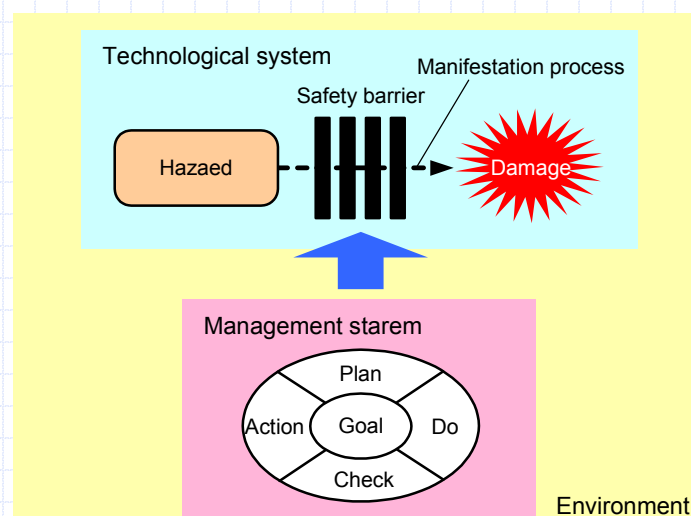 Technological system
Manifestation process
Safety barrier
Hazaed
Damage
Management starem
Plan
Action
Goal
Do
Check
Environment